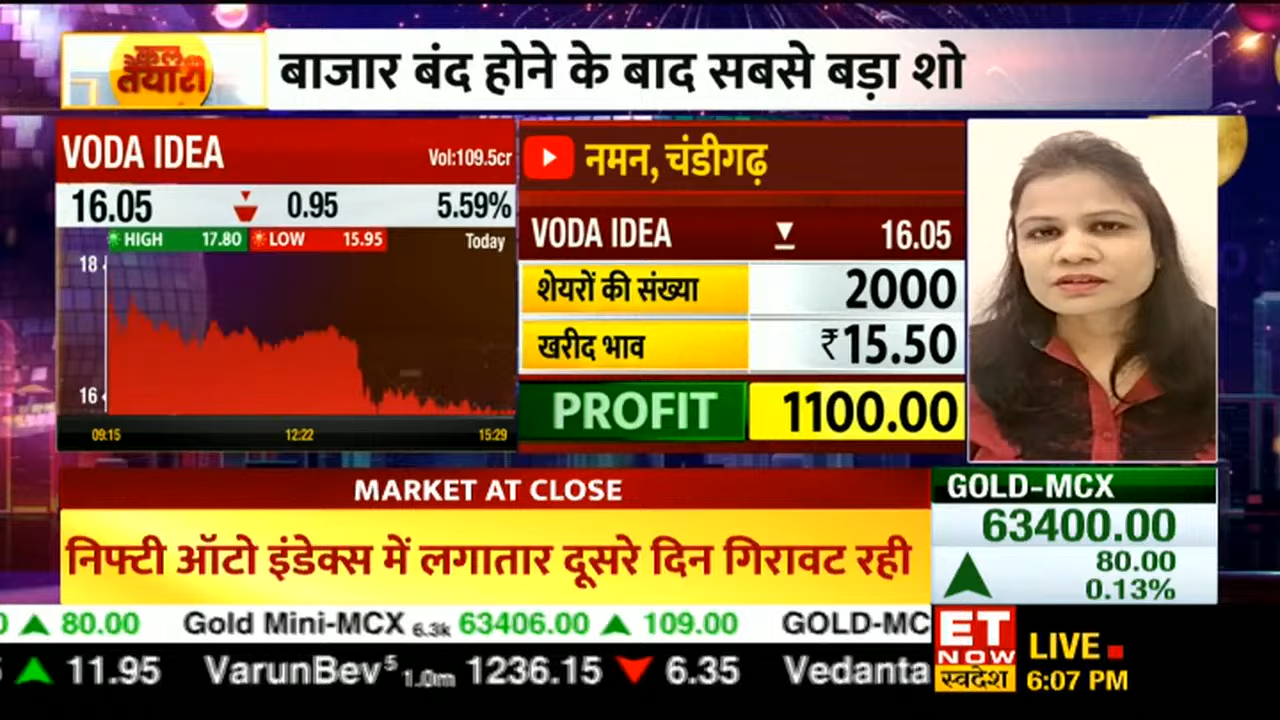 कल की तैयारी
बाजार बंद होने के बाद सबसे बड़ा शो
VODA IDEA Vol:109.5cr
16.05 0.95 5.59%
HIGH 17.80 LOW 15.95 Today
18
16
09:15 12:22 15:29
नमन, चंडीगढ़
VODA IDEA 16.05
शेयरों की संख्या 2000
खरीद भाव ₹15.50
PROFIT 1100.00
MARKET AT CLOSE
निफ्टी ऑटो इंडेक्स में लगातार दूसरे दिन गिरावट रही
GOLD-MCX
63400.00
80.00
0.13%
0 ▲ 80.00 Gold Mini-MCX 6.3k 63406.00 ▲ 109.00 GOLD-MC
▲ 11.95 VarunBev 5 1.0m 1236.15 ▼ 6.35 Vedanta
ET
NOW
स्वदेश
LIVE
6:07 PM